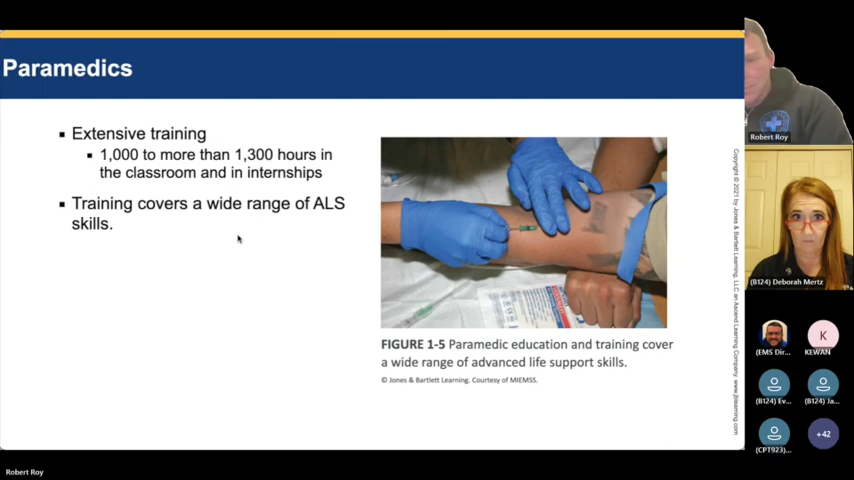 Paramedics
Extensive training
1,000 to more than 1,300 hours in
the classroom and in internships
Training covers a wide range of ALS
skills.
FIGURE 1-5 Paramedic education and training cover
a wide range of advanced life support skills.
© Jones & Bartlett Learning. Courtesy of MIEMSS.
Copyright © 2021 by Jones & Bartlett Learning, LLC an Ascend Learning Company. www.jblearning.com
Robert Roy
(B124) Deborah Mertz
K
(EMS Dir...
KEWAN
(B124) Ev...
(B124) Ja...
+42
(CPT923)...
Robert Roy